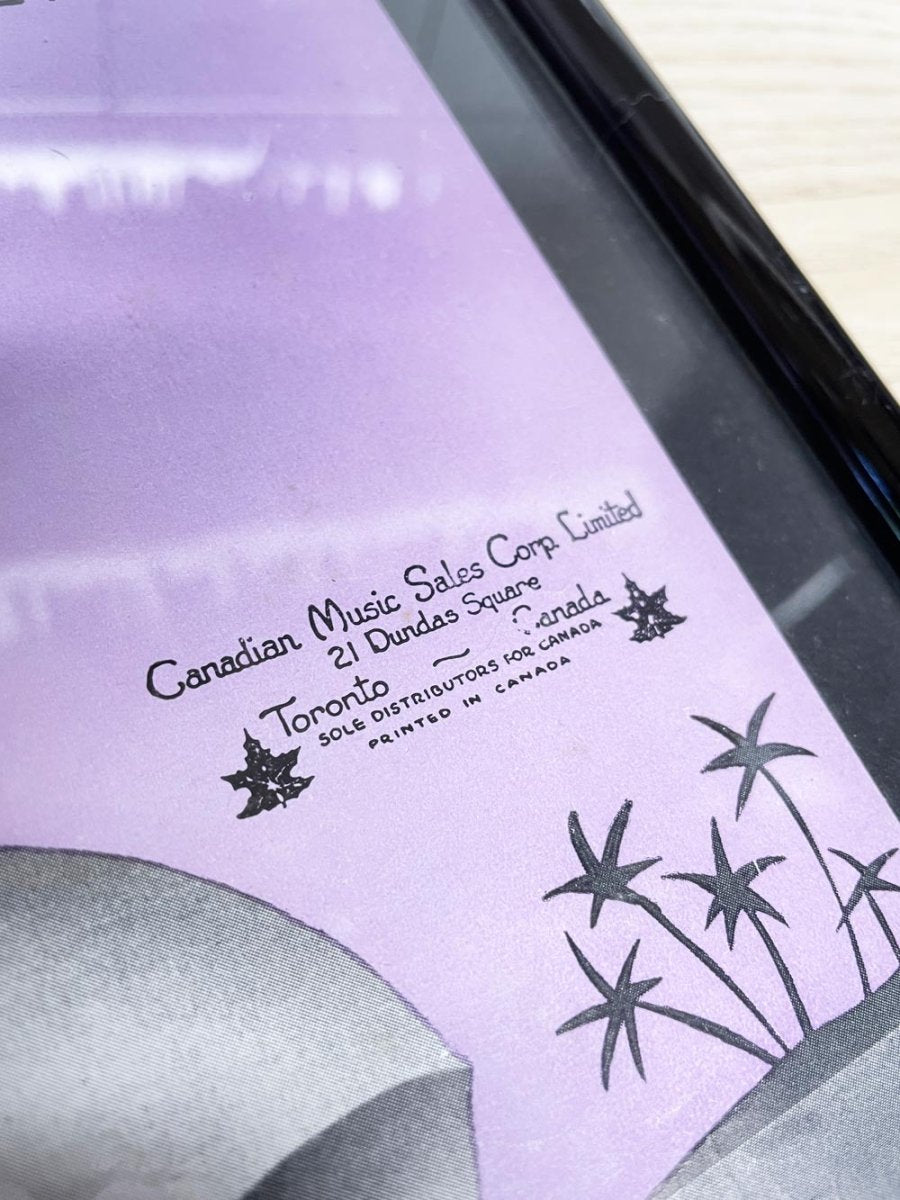 Canadian Music Sales Corp. Limited
21 Dundas Square
Toronto ~ Canada
SOLE DISTRIBUTORS FOR CANADA
PRINTED IN CANADA